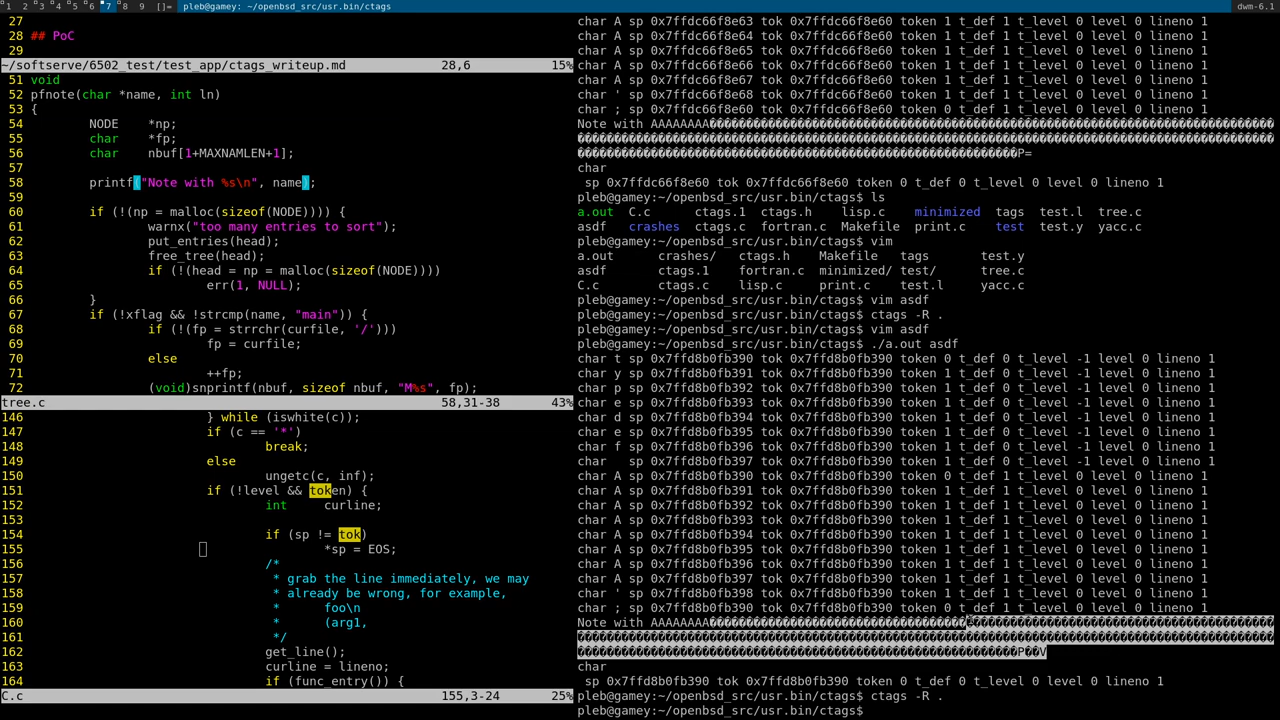 1 2 3 4 6 7 8 9 []= pleb@gamey:~/openbsd_src/usr.bin/ctags dwm-6.1
27
28 ## PoC
29
~/softserve/6502_test/test_app/ctags_writeup.md 28,6 15%
51 void
52 pfnote(char *name, int ln)
53 {
54 NODE *np;
55 char *fp;
56 char nbuf[1+MAXNAMLEN+1];
57
58 printf("Note with %s\n", name);
59
60 if (!(np = malloc(sizeof(NODE)))) {
61 warnx("too many entries to sort");
62 put_entries(head);
63 free_tree(head);
64 if (!(head = np = malloc(sizeof(NODE))))
65 err(1, NULL);
66 }
67 if (!xflag && !strcmp(name, "main")) {
68 if (!(fp = strrchr(curfile, '/')))
69 fp = curfile;
70 else
71 ++fp;
72 (void)snprintf(nbuf, sizeof nbuf, "M%s", fp);
tree.c 58,31-38 43%
146 } while (iswhite(c));
147 if (c == '*')
148 break;
149 else
150 ungetc(c, inf);
151 if (!level && token) {
152 int curline;
153
154 if (sp != tok)
155 *sp = EOS;
156 /*
157 * grab the line immediately, we may
158 * already be wrong, for example,
159 * foo\n
160 * (arg1,
161 */
162 get_line();
163 curline = lineno;
164 if (func_entry()) {
C.c 155,3-24 25%
char A sp 0x7ffdc66f8e63 tok 0x7ffdc66f8e60 token 1 t_def 1 t_level 0 level 0 lineno 1
char A sp 0x7ffdc66f8e64 tok 0x7ffdc66f8e60 token 1 t_def 1 t_level 0 level 0 lineno 1
char A sp 0x7ffdc66f8e65 tok 0x7ffdc66f8e60 token 1 t_def 1 t_level 0 level 0 lineno 1
char A sp 0x7ffdc66f8e66 tok 0x7ffdc66f8e60 token 1 t_def 1 t_level 0 level 0 lineno 1
char A sp 0x7ffdc66f8e67 tok 0x7ffdc66f8e60 token 1 t_def 1 t_level 0 level 0 lineno 1
char ' sp 0x7ffdc66f8e68 tok 0x7ffdc66f8e60 token 1 t_def 1 t_level 0 level 0 lineno 1
char ; sp 0x7ffdc66f8e60 tok 0x7ffdc66f8e60 token 0 t_def 1 t_level 0 level 0 lineno 1
Note with AAAAAAAA
P=
char
sp 0x7ffdc66f8e60 tok 0x7ffdc66f8e60 token 0 t_def 0 t_level 0 level 0 lineno 1
pleb@gamey:~/openbsd_src/usr.bin/ctags$ ls
a.out C.c ctags.1 ctags.h lisp.c minimized tags test.l tree.c
asdf crashes ctags.c fortran.c Makefile print.c test test.y yacc.c
pleb@gamey:~/openbsd_src/usr.bin/ctags$ vim
a.out crashes/ ctags.h Makefile tags test.y
asdf ctags.1 fortran.c minimized/ test/ tree.c
C.c ctags.c lisp.c print.c test.l yacc.c
pleb@gamey:~/openbsd_src/usr.bin/ctags$ vim asdf
pleb@gamey:~/openbsd_src/usr.bin/ctags$ ctags -R .
pleb@gamey:~/openbsd_src/usr.bin/ctags$ vim asdf
pleb@gamey:~/openbsd_src/usr.bin/ctags$ ./a.out asdf
char t sp 0x7ffd8b0fb390 tok 0x7ffd8b0fb390 token 0 t_def 0 t_level -1 level 0 lineno 1
char y sp 0x7ffd8b0fb391 tok 0x7ffd8b0fb390 token 1 t_def 0 t_level -1 level 0 lineno 1
char p sp 0x7ffd8b0fb392 tok 0x7ffd8b0fb390 token 1 t_def 0 t_level -1 level 0 lineno 1
char e sp 0x7ffd8b0fb393 tok 0x7ffd8b0fb390 token 1 t_def 0 t_level -1 level 0 lineno 1
char d sp 0x7ffd8b0fb394 tok 0x7ffd8b0fb390 token 1 t_def 0 t_level -1 level 0 lineno 1
char e sp 0x7ffd8b0fb395 tok 0x7ffd8b0fb390 token 1 t_def 0 t_level -1 level 0 lineno 1
char f sp 0x7ffd8b0fb396 tok 0x7ffd8b0fb390 token 1 t_def 0 t_level -1 level 0 lineno 1
char sp 0x7ffd8b0fb397 tok 0x7ffd8b0fb390 token 1 t_def 0 t_level -1 level 0 lineno 1
char A sp 0x7ffd8b0fb390 tok 0x7ffd8b0fb390 token 0 t_def 1 t_level 0 level 0 lineno 1
char A sp 0x7ffd8b0fb391 tok 0x7ffd8b0fb390 token 1 t_def 1 t_level 0 level 0 lineno 1
char A sp 0x7ffd8b0fb392 tok 0x7ffd8b0fb390 token 1 t_def 1 t_level 0 level 0 lineno 1
char A sp 0x7ffd8b0fb393 tok 0x7ffd8b0fb390 token 1 t_def 1 t_level 0 level 0 lineno 1
char A sp 0x7ffd8b0fb394 tok 0x7ffd8b0fb390 token 1 t_def 1 t_level 0 level 0 lineno 1
char A sp 0x7ffd8b0fb395 tok 0x7ffd8b0fb390 token 1 t_def 1 t_level 0 level 0 lineno 1
char A sp 0x7ffd8b0fb396 tok 0x7ffd8b0fb390 token 1 t_def 1 t_level 0 level 0 lineno 1
char A sp 0x7ffd8b0fb397 tok 0x7ffd8b0fb390 token 1 t_def 1 t_level 0 level 0 lineno 1
char ' sp 0x7ffd8b0fb398 tok 0x7ffd8b0fb390 token 1 t_def 1 t_level 0 level 0 lineno 1
char ; sp 0x7ffd8b0fb390 tok 0x7ffd8b0fb390 token 0 t_def 1 t_level 0 level 0 lineno 1
Note with AAAAAAAA
P��V
char
sp 0x7ffd8b0fb390 tok 0x7ffd8b0fb390 token 0 t_def 0 t_level 0 level 0 lineno 1
pleb@gamey:~/openbsd_src/usr.bin/ctags$ ctags -R .
pleb@gamey:~/openbsd_src/usr.bin/ctags$